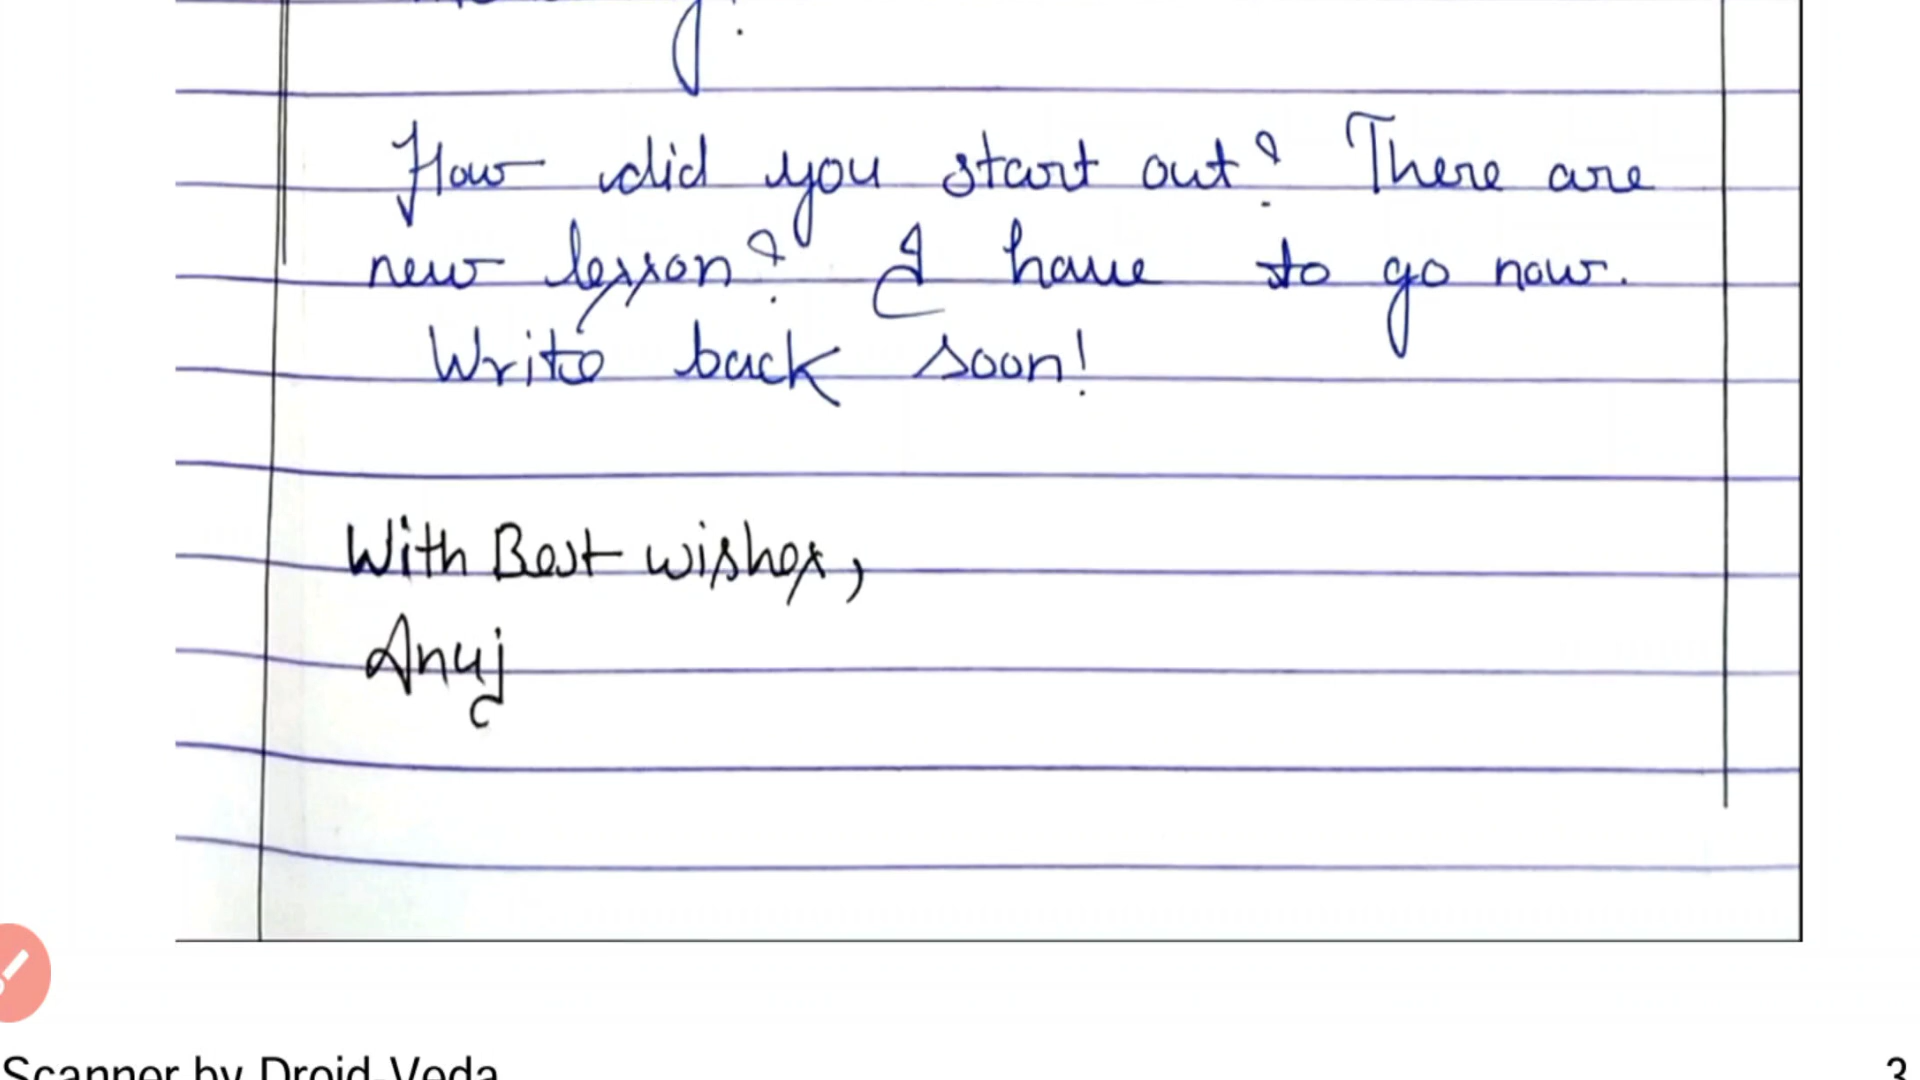 How did you start out? There are
new lesson? I have to go now.
Write back soon!
With Best wishes,
Anuj
Scanner by Droid-Veda
3